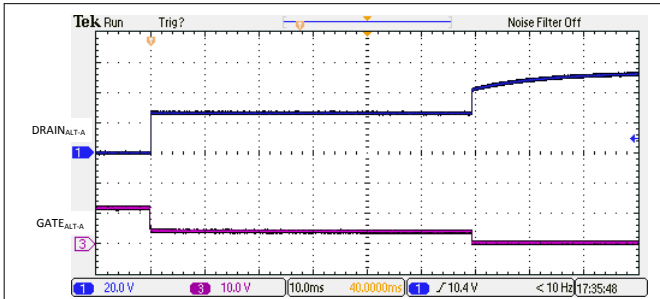 Tek Run Trig? Noise Filter Off
DRAINALT-A
1
GATEALT-A
3
1 20.0 V 3 10.0 V 10.0ms 40.0000ms 1 10.4 V < 10 Hz 17:35:48